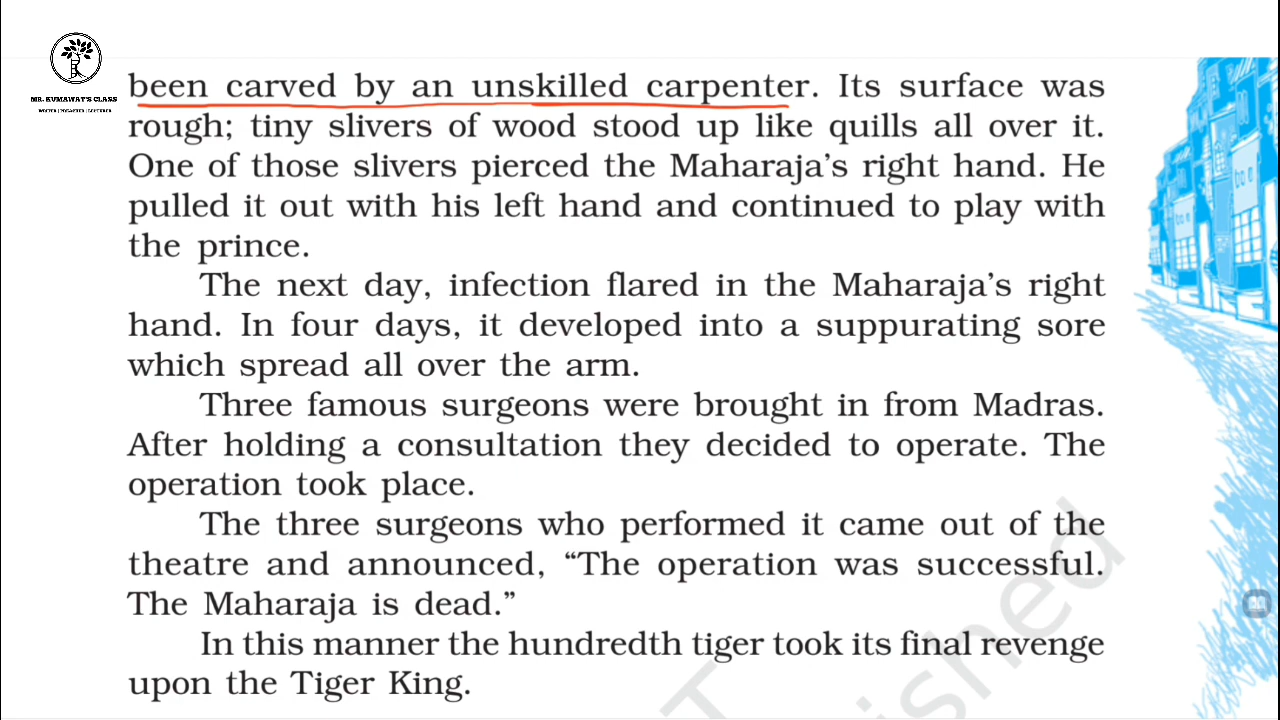 MR. KUMAWAT'S CLASS
been carved by an unskilled carpenter. Its surface was
rough; tiny slivers of wood stood up like quills all over it.
One of those slivers pierced the Maharaja's right hand. He
pulled it out with his left hand and continued to play with
the prince.
The next day, infection flared in the Maharaja's right
hand. In four days, it developed into a suppurating sore
which spread all over the arm.
Three famous surgeons were brought in from Madras.
After holding a consultation they decided to operate. The
operation took place.
The three surgeons who performed it came out of the
theatre and announced, “The operation was successful.
The Maharaja is dead.”
In this manner the hundredth tiger took its final revenge
upon the Tiger King.